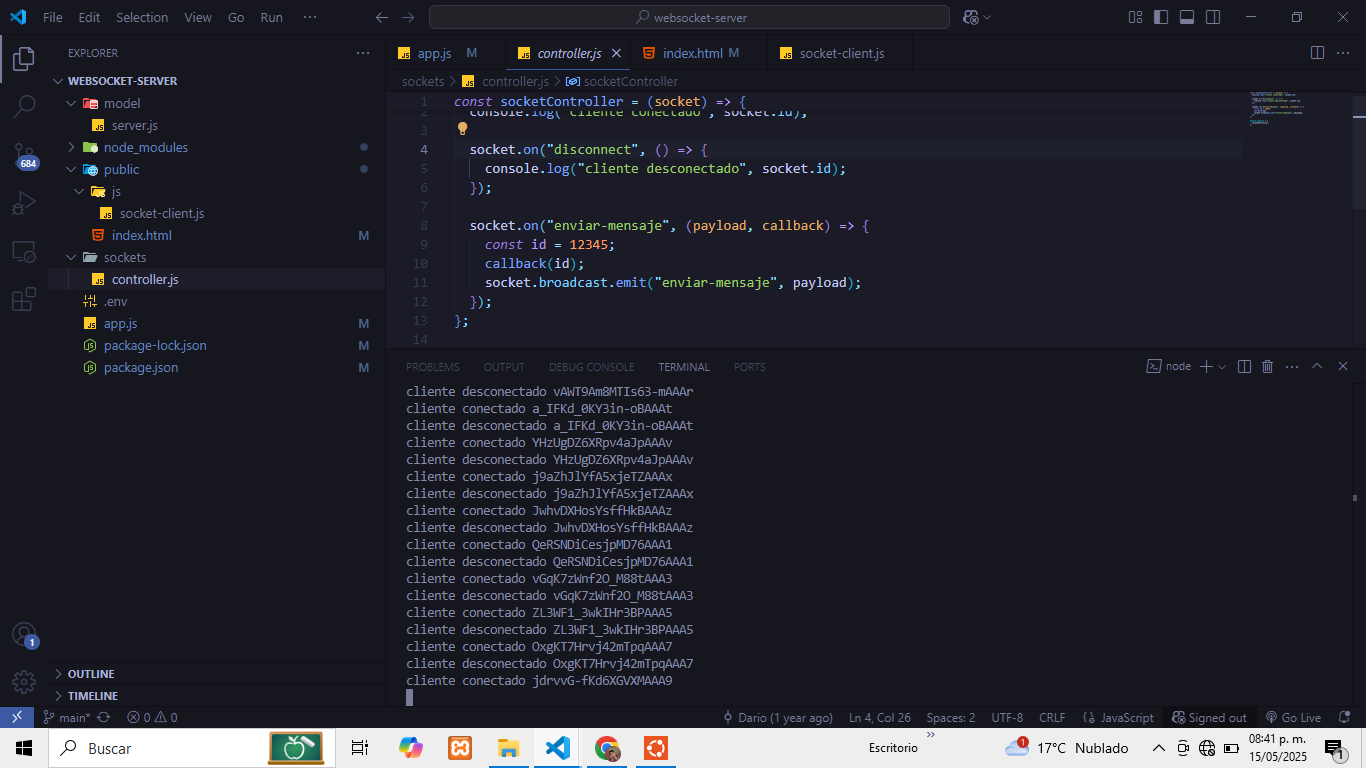 File Edit Selection View Go Run ··· websocket-server
EXPLORER ···
WEBSOCKET-SERVER
model
server.js
node_modules
public
js
socket-client.js
index.html M
sockets
controller.js
.env
app.js M
package-lock.json M
package.json M
OUTLINE
TIMELINE
684
1
app.js M controller.js index.html M socket-client.js ···
sockets > controller.js > socketController
1 const socketController = (socket) => {
2 console.log("cliente conectado", socket.id);
3
4 socket.on("disconnect", () => {
5 console.log("cliente desconectado", socket.id);
6 });
7
8 socket.on("enviar-mensaje", (payload, callback) => {
9 const id = 12345;
10 callback(id);
11 socket.broadcast.emit("enviar-mensaje", payload);
12 });
13 };
14
PROBLEMS OUTPUT DEBUG CONSOLE TERMINAL PORTS node ···
cliente desconectado vAWT9Am8MTIs63-mAAAr
cliente conectado a_IFKd_0KY3in-oBAAAt
cliente desconectado a_IFKd_0KY3in-oBAAAt
cliente conectado YHzUgDZ6XRpv4aJpAAAv
cliente desconectado YHzUgDZ6XRpv4aJpAAAv
cliente conectado j9aZhJlYfA5xjeTZAAAx
cliente desconectado j9aZhJlYfA5xjeTZAAAx
cliente conectado JwhvDXHosYsffHkBAAAz
cliente desconectado JwhvDXHosYsffHkBAAAz
cliente conectado QeRSNDiCesjpMD76AAA1
cliente desconectado QeRSNDiCesjpMD76AAA1
cliente conectado vGqK7zWnf2O_M88tAAA3
cliente desconectado vGqK7zWnf2O_M88tAAA3
cliente conectado ZL3WF1_3wkIHr3BPAAA5
cliente desconectado ZL3WF1_3wkIHr3BPAAA5
cliente conectado OxgKT7Hrvj42mTpqAAA7
cliente desconectado OxgKT7Hrvj42mTpqAAA7
cliente conectado jdrvvG-fKd6XGVXMAAA9
main* 0 0 Dario (1 year ago) Ln 4, Col 26 Spaces: 2 UTF-8 CRLF {} JavaScript Signed out Go Live
Buscar Escritorio » 1 17°C Nublado 08:41 p. m.
15/05/2025 1